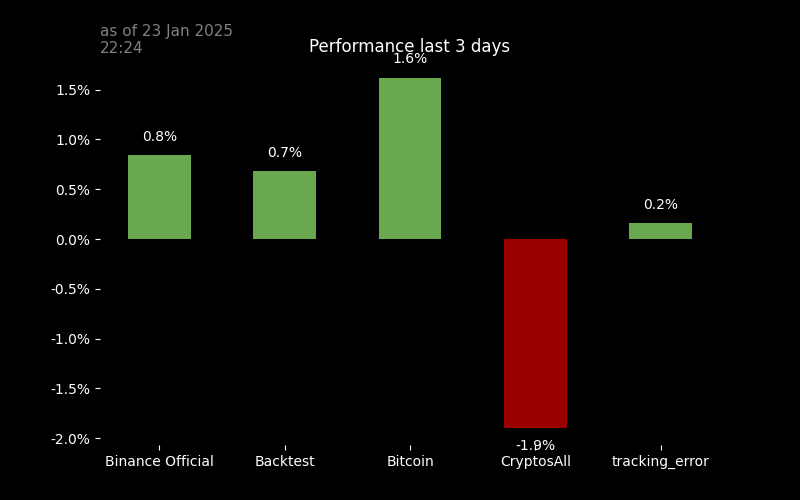 as of 23 Jan 2025
22:24
Performance last 3 days
1.6%
1.5%
1.0%
0.8%
0.7%
0.5%
0.2%
0.0%
-0.5%
-1.0%
-1.5%
-2.0%
-1.9%
Binance Official
Backtest
Bitcoin
CryptosAll
tracking_error